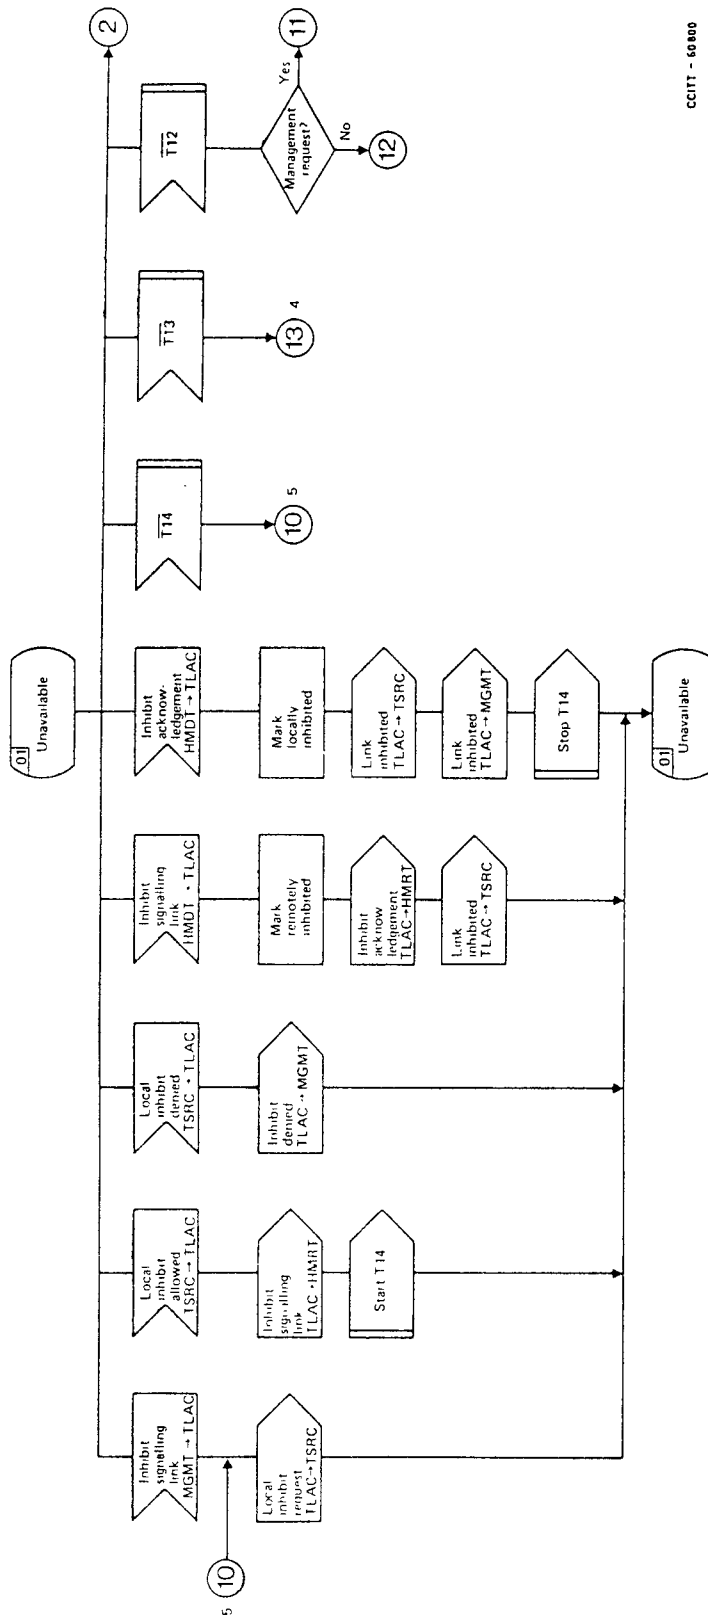 01
Unavailable
2
Inhibit
signalling
link
MGMT → TLAC
5
10
Local
inhibit
request
TLAC→TSRC
Local
inhibit
allowed
TSRC → TLAC
Inhibit
signalling
link
TLAC • HMRT
Start T14
Local
inhibit
denied
TSRC • TLAC
Inhibit
denied
TLAC → MGMT
Inhibit
signalling
link
HMDT • TLAC
Mark
remotely
inhibited
Inhibit
acknow
ledgement
TLAC→HMRT
Link
inhibited
TLAC→TSRC
Inhibit
acknow-
ledgement
HMDT → TLAC
Mark
locally
inhibited
Link
inhibited
TLAC → TSRC
Link
inhibited
TLAC → MGMT
Stop T14
01
Unavailable
T14
10
5
T13
13
4
T12
Management
request?
Yes
11
No
12
CCITT - 60800